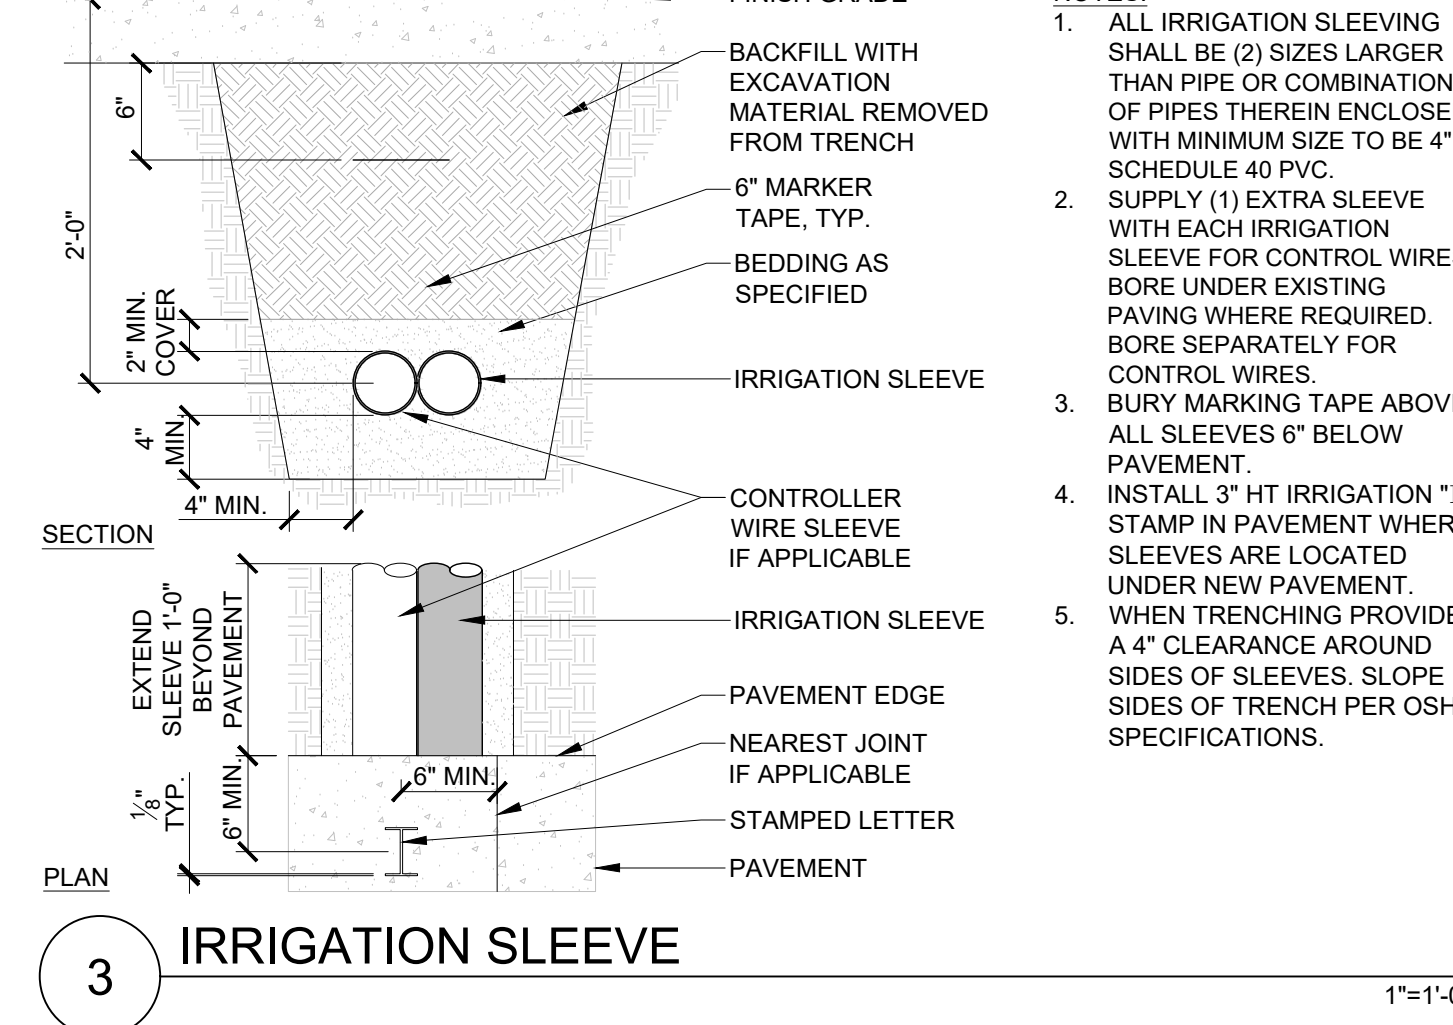 FINISH GRADE
BACKFILL WITH
EXCAVATION
MATERIAL REMOVED
FROM TRENCH
6" MARKER
TAPE, TYP.
BEDDING AS
SPECIFIED
IRRIGATION SLEEVE
CONTROLLER
WIRE SLEEVE
IF APPLICABLE
IRRIGATION SLEEVE
PAVEMENT EDGE
NEAREST JOINT
IF APPLICABLE
STAMPED LETTER
PAVEMENT
6"
2'-0"
2" MIN.
COVER
4"
MIN.
4" MIN.
SECTION
EXTEND
SLEEVE 1'-0"
BEYOND
PAVEMENT
6" MIN.
1/8"
TYP.
6" MIN.
PLAN
NOTES:
1. ALL IRRIGATION SLEEVING
SHALL BE (2) SIZES LARGER
THAN PIPE OR COMBINATION
OF PIPES THEREIN ENCLOSE
WITH MINIMUM SIZE TO BE 4"
SCHEDULE 40 PVC.
2. SUPPLY (1) EXTRA SLEEVE
WITH EACH IRRIGATION
SLEEVE FOR CONTROL WIRE
BORE UNDER EXISTING
PAVING WHERE REQUIRED.
BORE SEPARATELY FOR
CONTROL WIRES.
3. BURY MARKING TAPE ABOV
ALL SLEEVES 6" BELOW
PAVEMENT.
4. INSTALL 3" HT IRRIGATION "I
STAMP IN PAVEMENT WHER
SLEEVES ARE LOCATED
UNDER NEW PAVEMENT.
5. WHEN TRENCHING PROVIDE
A 4" CLEARANCE AROUND
SIDES OF SLEEVES. SLOPE
SIDES OF TRENCH PER OSH
SPECIFICATIONS.
3 IRRIGATION SLEEVE
1"=1'-0